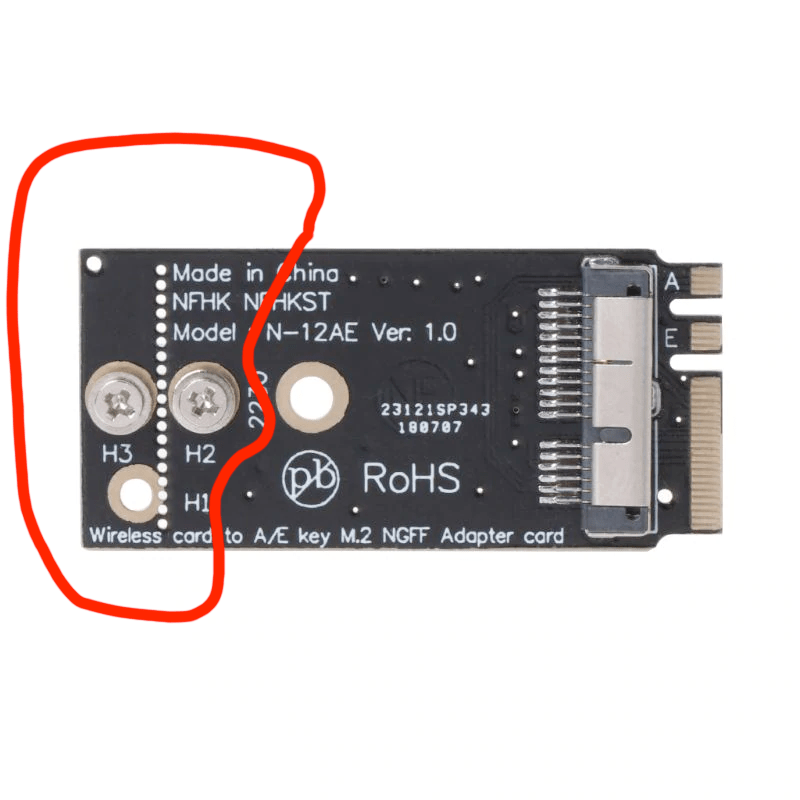 Made in China
NFHK NFHKST
Model : N-12AE Ver: 1.0
A
E
2230
23121SP343
180707
H3
H2
pb
RoHS
H1
Wireless card to A/E key M.2 NGFF Adapter card